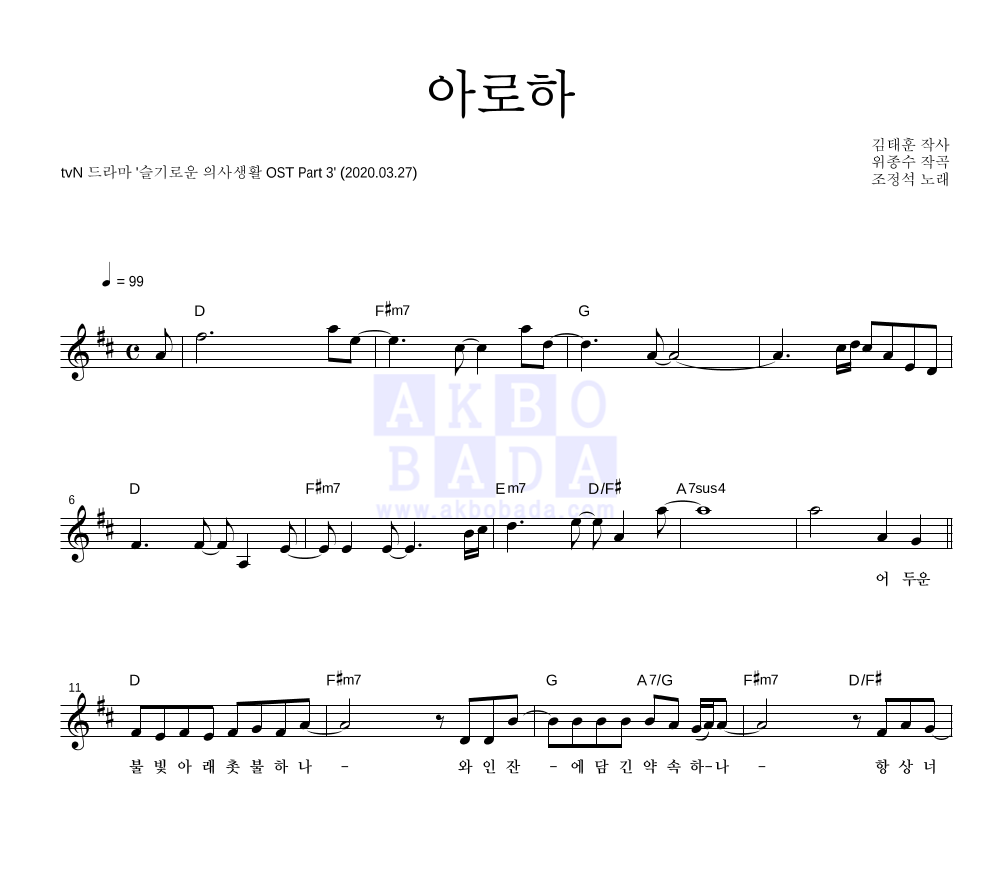 아로하
김태훈 작사
위종수 작곡
조정석 노래
tvN 드라마 '슬기로운 의사생활 OST Part 3' (2020.03.27)
= 99
D F#m7 G
AKBO
BADA
www.akbobada.com
6
D F#m7 Em7 D/F# A7sus4
어 두운
11
D F#m7 G A7/G F#m7 D/F#
불 빛 아 래 촛 불 하 나 - 와 인 잔 - 에 담 긴 약 속 하-나 - 항 상 너